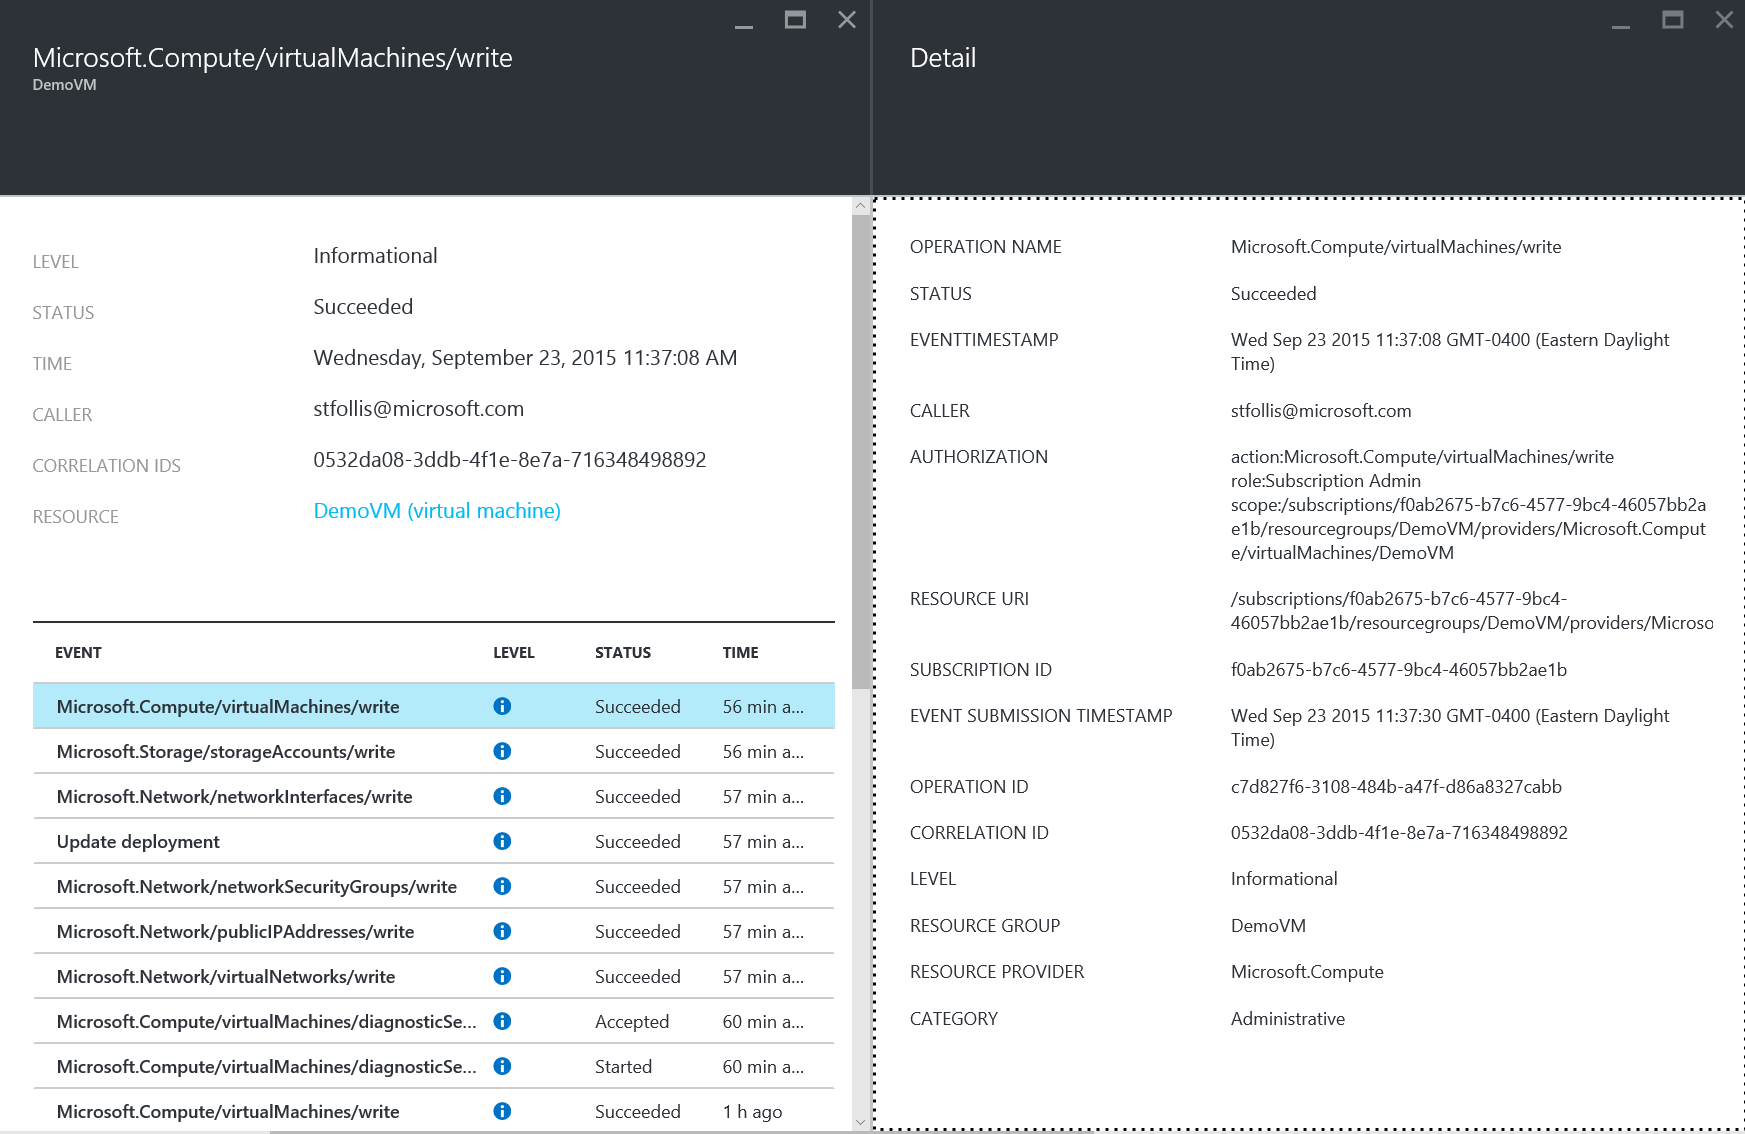 Microsoft.Compute/virtualMachines/write
DemoVM
LEVEL Informational
STATUS Succeeded
TIME Wednesday, September 23, 2015 11:37:08 AM
CALLER stfollis@microsoft.com
CORRELATION IDS 0532da08-3ddb-4f1e-8e7a-716348498892
RESOURCE DemoVM (virtual machine)
EVENT LEVEL STATUS TIME
Microsoft.Compute/virtualMachines/write Succeeded 56 min a...
Microsoft.Storage/storageAccounts/write Succeeded 56 min a...
Microsoft.Network/networkInterfaces/write Succeeded 57 min a...
Update deployment Succeeded 57 min a...
Microsoft.Network/networkSecurityGroups/write Succeeded 57 min a...
Microsoft.Network/publicIPAddresses/write Succeeded 57 min a...
Microsoft.Network/virtualNetworks/write Succeeded 57 min a...
Microsoft.Compute/virtualMachines/diagnosticSe... Accepted 60 min a...
Microsoft.Compute/virtualMachines/diagnosticSe... Started 60 min a...
Microsoft.Compute/virtualMachines/write Succeeded 1 h ago
Detail
OPERATION NAME Microsoft.Compute/virtualMachines/write
STATUS Succeeded
EVENTTIMESTAMP Wed Sep 23 2015 11:37:08 GMT-0400 (Eastern Daylight
Time)
CALLER stfollis@microsoft.com
AUTHORIZATION action:Microsoft.Compute/virtualMachines/write
role:Subscription Admin
scope:/subscriptions/f0ab2675-b7c6-4577-9bc4-46057bb2a
e1b/resourcegroups/DemoVM/providers/Microsoft.Comput
e/virtualMachines/DemoVM
RESOURCE URI /subscriptions/f0ab2675-b7c6-4577-9bc4-
46057bb2ae1b/resourcegroups/DemoVM/providers/Microso
SUBSCRIPTION ID f0ab2675-b7c6-4577-9bc4-46057bb2ae1b
EVENT SUBMISSION TIMESTAMP Wed Sep 23 2015 11:37:30 GMT-0400 (Eastern Daylight
Time)
OPERATION ID c7d827f6-3108-484b-a47f-d86a8327cabb
CORRELATION ID 0532da08-3ddb-4f1e-8e7a-716348498892
LEVEL Informational
RESOURCE GROUP DemoVM
RESOURCE PROVIDER Microsoft.Compute
CATEGORY Administrative